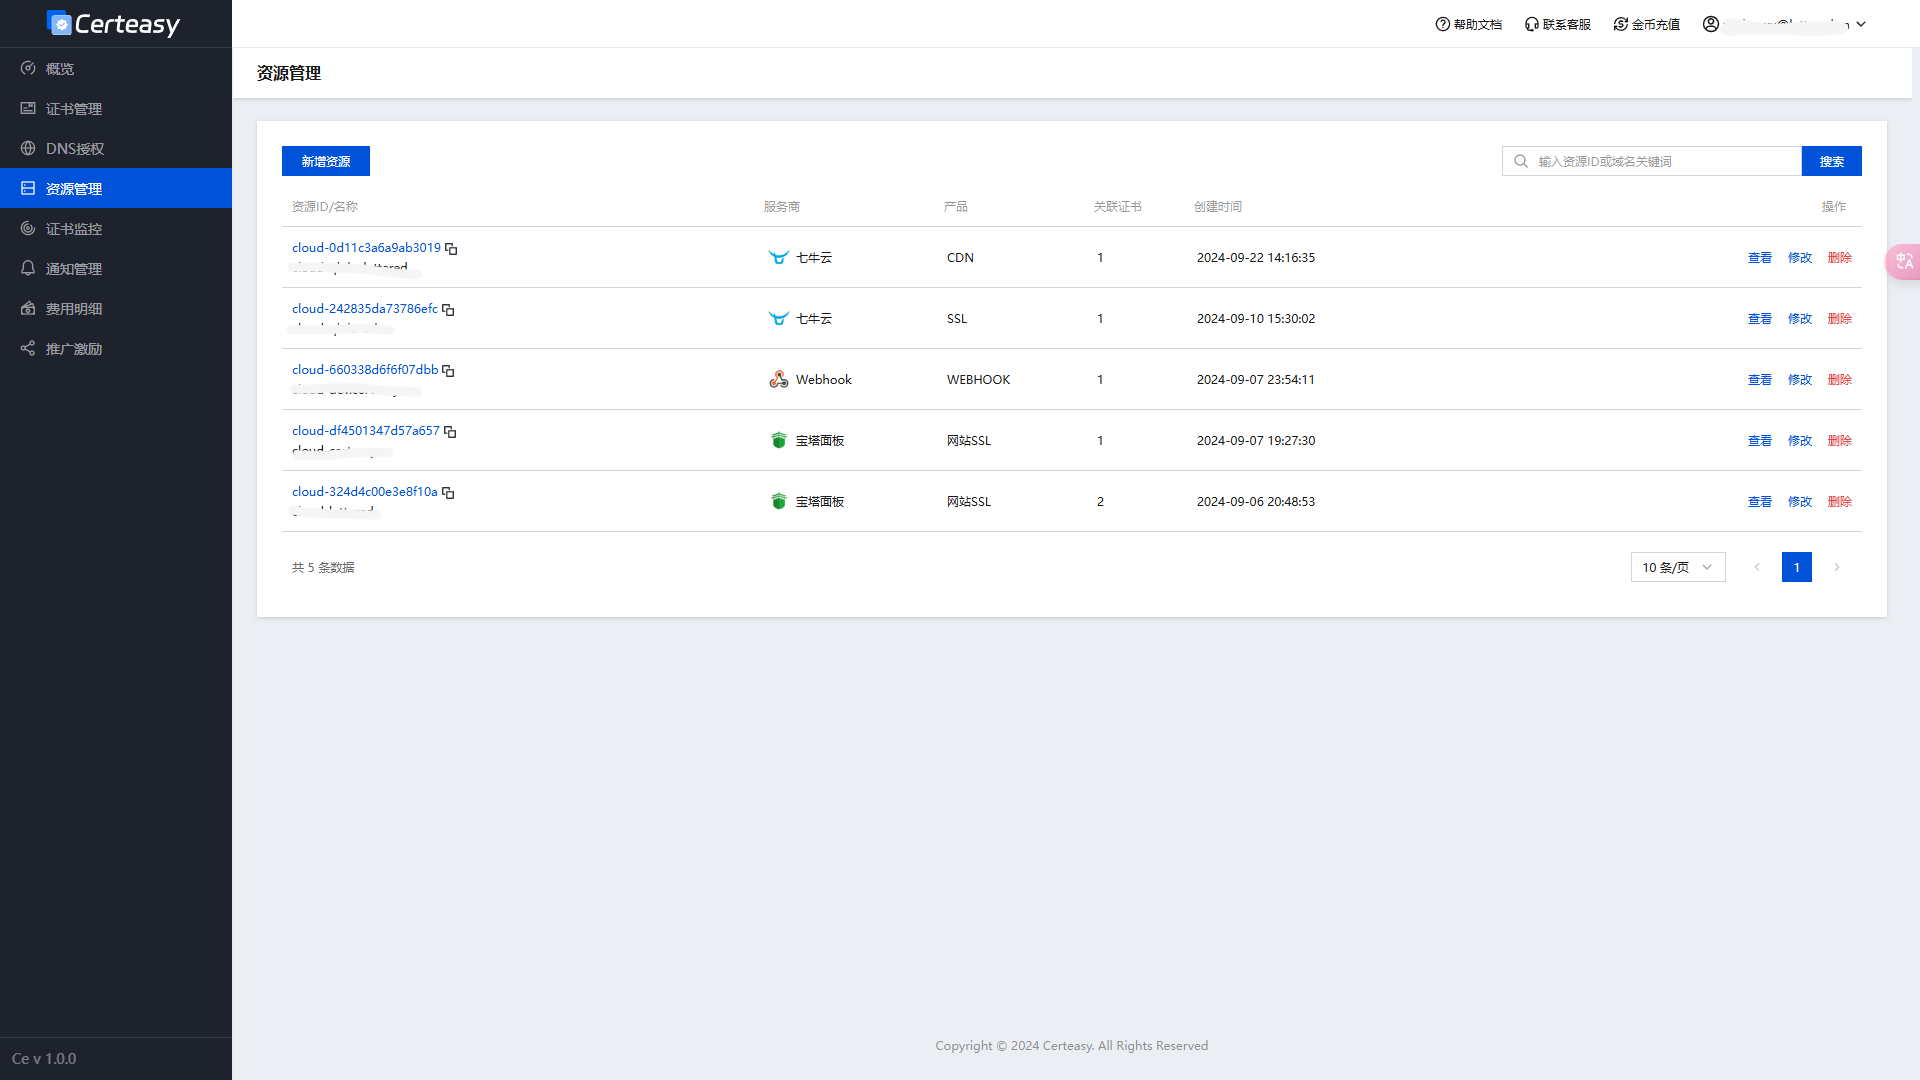 Certeasy
帮助文档
联系客服
金币充值
概览
证书管理
DNS授权
资源管理
证书监控
通知管理
费用明细
推广激励
Ce v 1.0.0
资源管理
新增资源
输入资源ID或域名关键词
搜索
资源ID/名称 服务商 产品 关联证书 创建时间 操作
cloud-0d11c3a6a9ab3019 七牛云 CDN 1 2024-09-22 14:16:35 查看 修改 删除
cloud-242835da73786efc 七牛云 SSL 1 2024-09-10 15:30:02 查看 修改 删除
cloud-660338d6f6f07dbb Webhook WEBHOOK 1 2024-09-07 23:54:11 查看 修改 删除
cloud-df4501347d57a657 宝塔面板 网站SSL 1 2024-09-07 19:27:30 查看 修改 删除
cloud-324d4c00e3e8f10a 宝塔面板 网站SSL 2 2024-09-06 20:48:53 查看 修改 删除
共 5 条数据
10 条/页
1
Copyright © 2024 Certeasy. All Rights Reserved